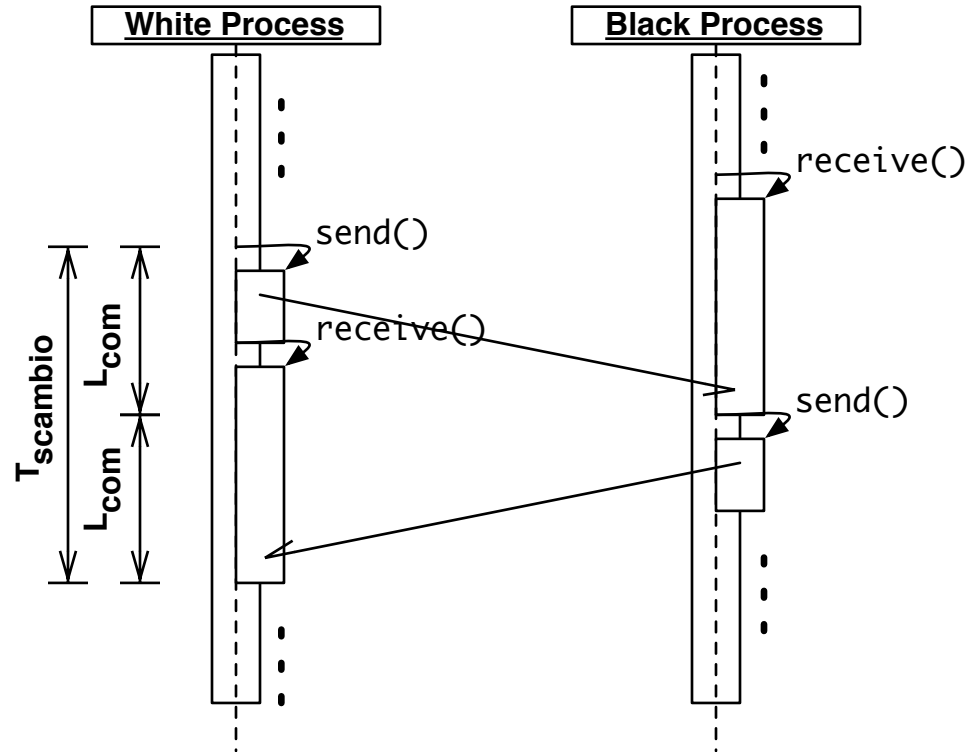 White Process
Black Process
receive()
send()
receive()
send()
Tscambio
Lcom
Lcom